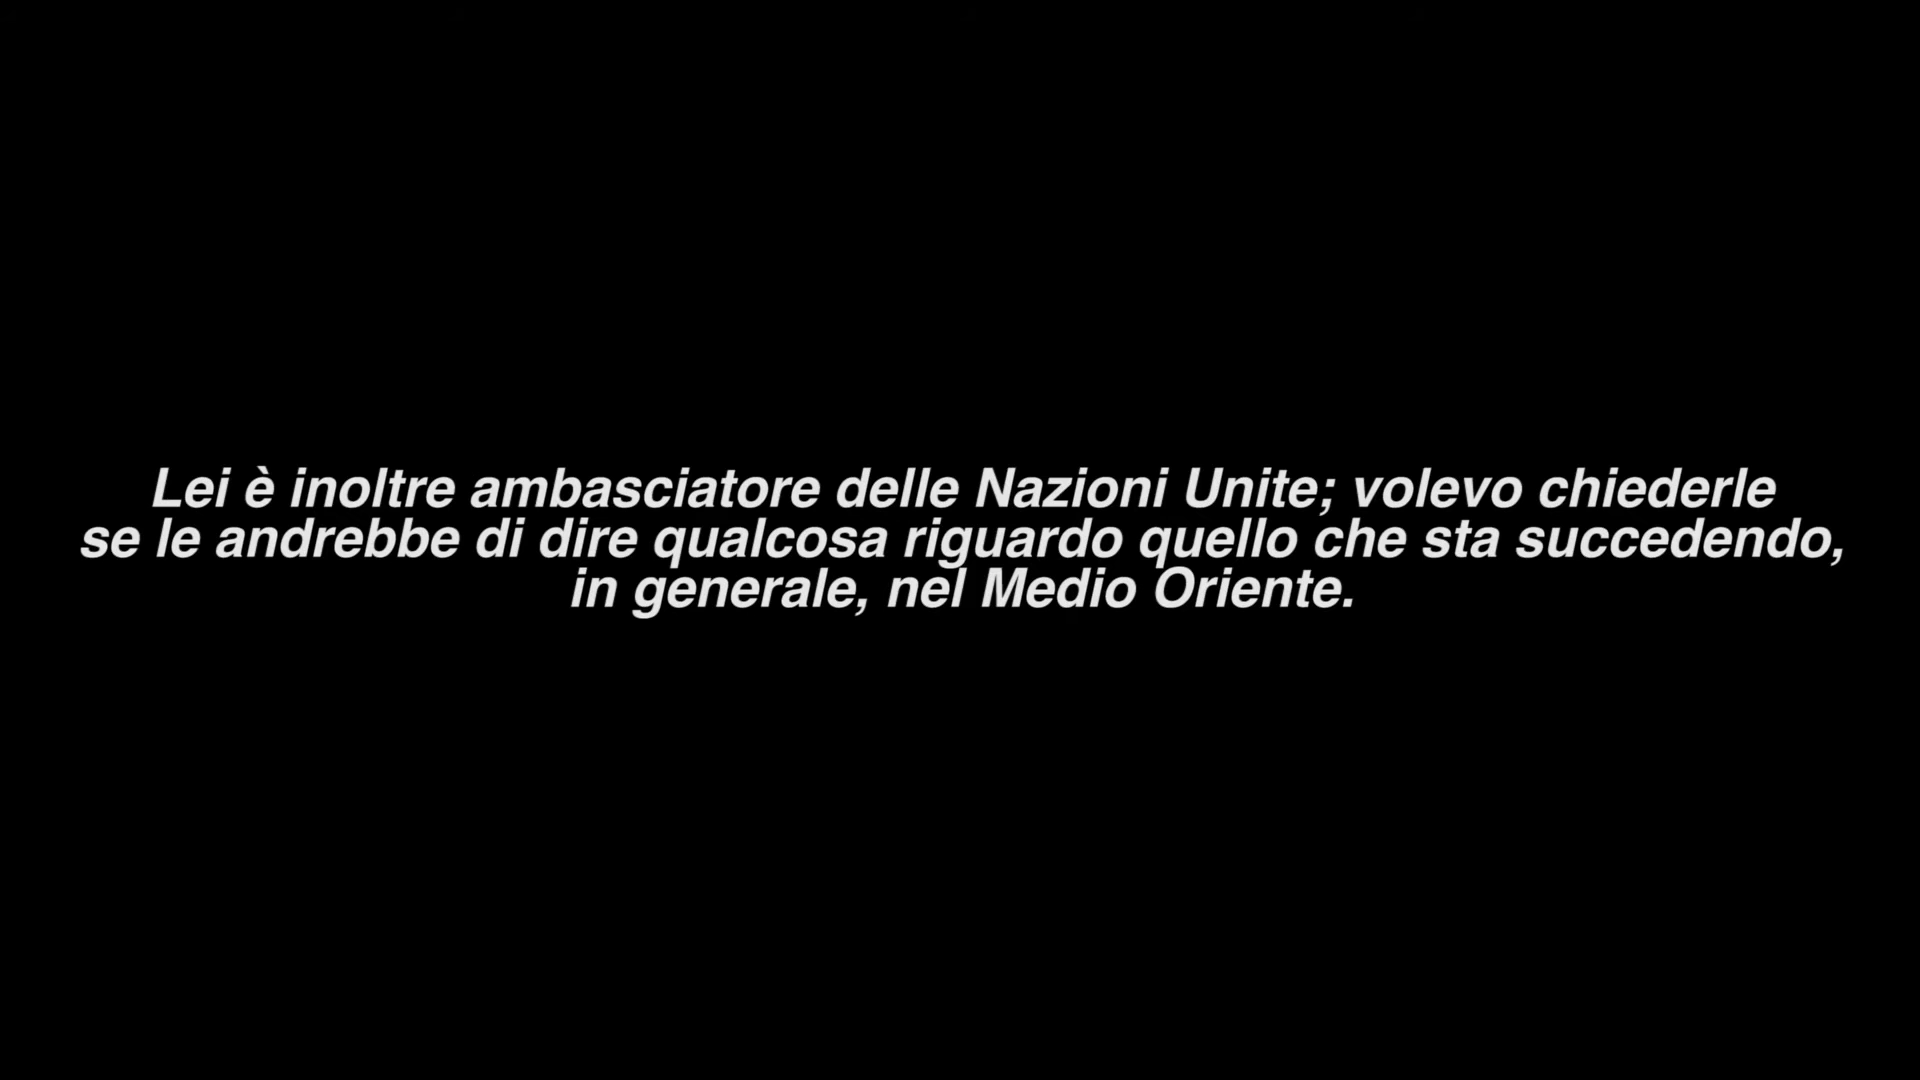 Lei è inoltre ambasciatore delle Nazioni Unite; volevo chiederle
se le andrebbe di dire qualcosa riguardo quello che sta succedendo,
in generale, nel Medio Oriente.